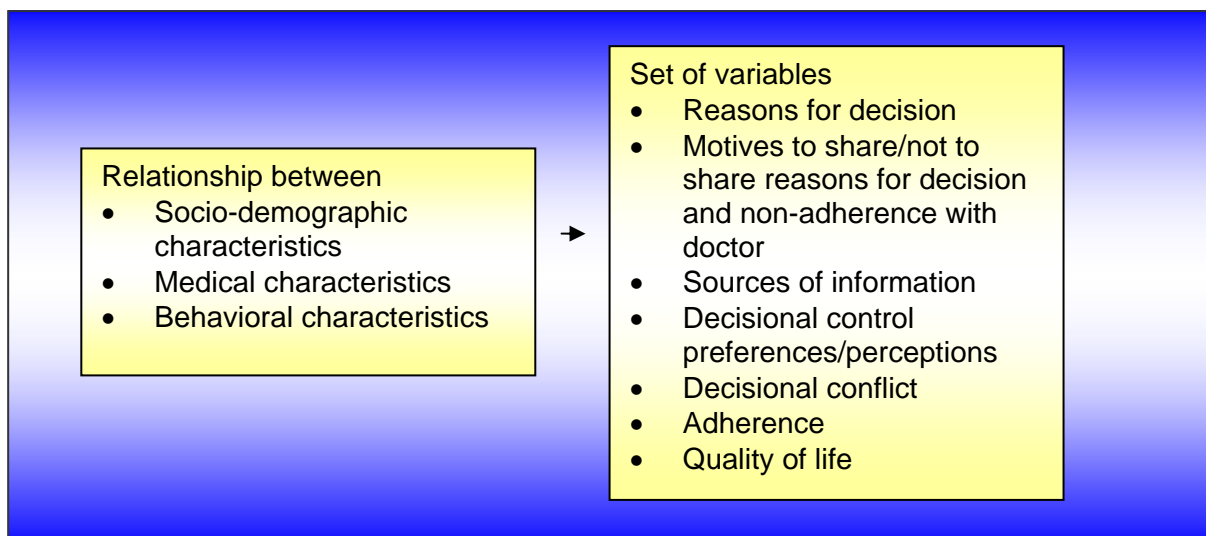 Relationship between
• Socio-demographic
characteristics
• Medical characteristics
• Behavioral characteristics
Set of variables
• Reasons for decision
• Motives to share/not to
share reasons for decision
and non-adherence with
doctor
• Sources of information
• Decisional control
preferences/perceptions
• Decisional conflict
• Adherence
• Quality of life